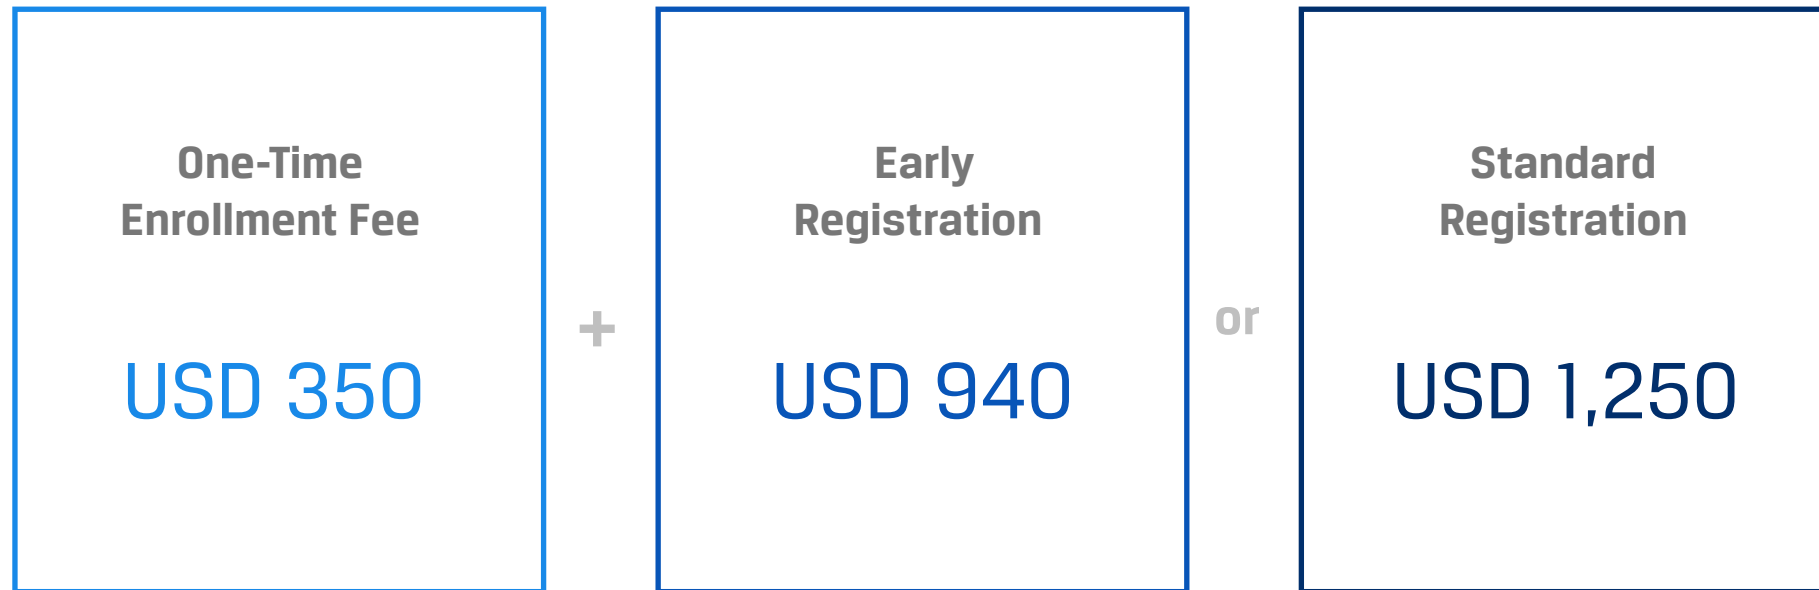 One-Time
Enrollment Fee
USD 350
+
Early
Registration
USD 940
or
Standard
Registration
USD 1,250